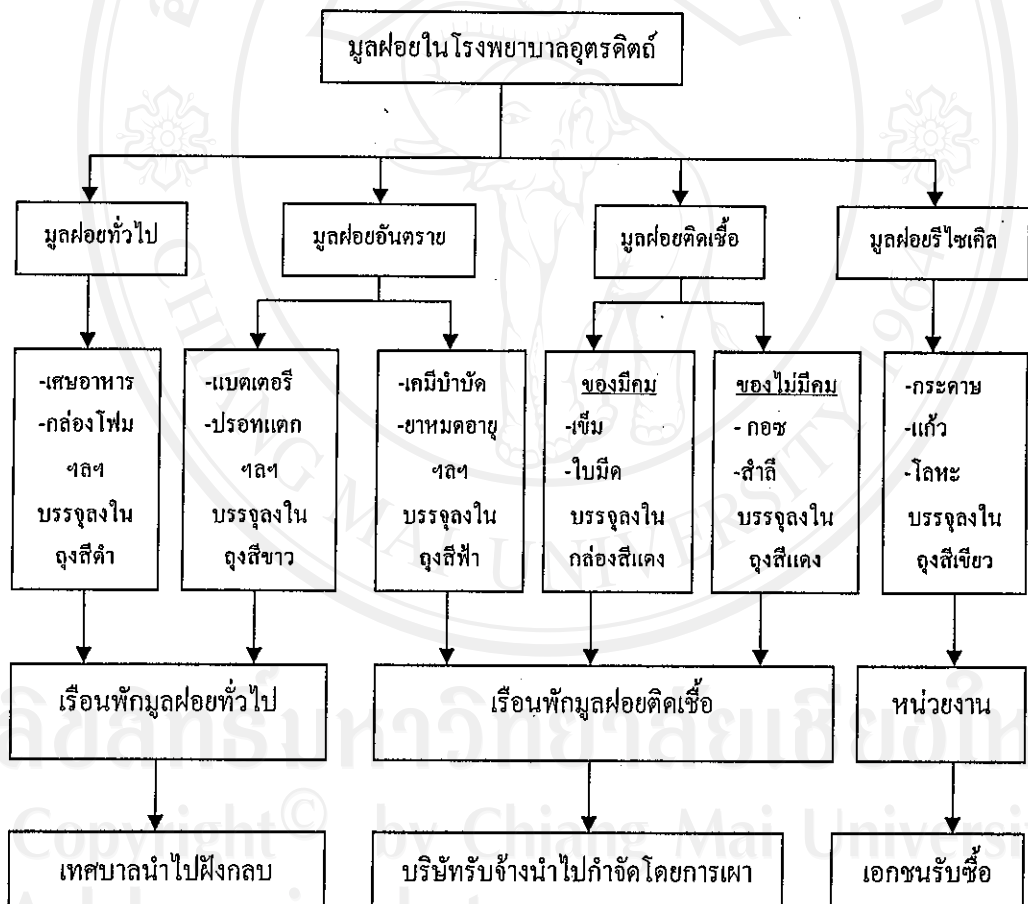 มูลฝอยในโรงพยาบาลอุตรดิตถ์
มูลฝอยทั่วไป
มูลฝอยอันตราย
มูลฝอยติดเชื้อ
มูลฝอยรีไซเคิล
-เศษอาหาร
-กล่องโฟม
ฯลฯ
บรรจุลงใน
ถุงสีดำ
-แบตเตอรี
-ปรอทแตก
ฯลฯ
บรรจุลงใน
ถุงสีขาว
-เคมีบำบัด
-ยาหมดอายุ
ฯลฯ
บรรจุลงใน
ถุงสีฟ้า
ของมีคม
-เข็ม
-ใบมีด
บรรจุลงใน
กล่องสีแดง
ของไม่มีคม
- กอซ
-สำลี
บรรจุลงใน
ถุงสีแดง
-กระดาษ
-แก้ว
-โลหะ
บรรจุลงใน
ถุงสีเขียว
เรือนพักมูลฝอยทั่วไป
เรือนพักมูลฝอยติดเชื้อ
หน่วยงาน
เทศบาลนำไปฝังกลบ
บริษัทรับจ้างนำไปกำจัดโดยการเผา
เอกชนรับซื้อ
CHIANG MAI UNIVERSITY 1964
Copyright© by Chiang Mai